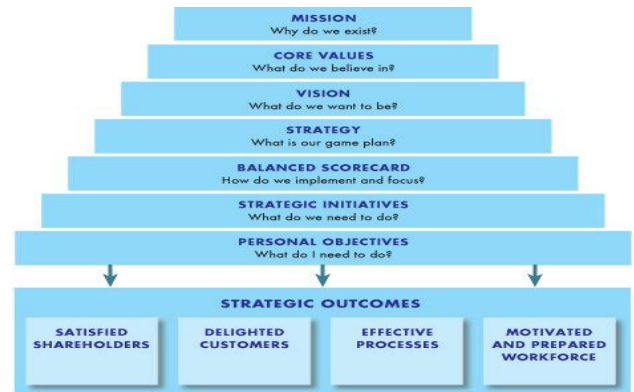 MISSION
Why do we exist?
CORE VALUES
What do we believe in?
VISION
What do we want to be?
STRATEGY
What is our game plan?
BALANCED SCORECARD
How do we implement and focus?
STRATEGIC INITIATIVES
What do we need to do?
PERSONAL OBJECTIVES
What do I need to do?
STRATEGIC OUTCOMES
SATISFIED
SHAREHOLDERS
DELIGHTED
CUSTOMERS
EFFECTIVE
PROCESSES
MOTIVATED
AND PREPARED
WORKFORCE